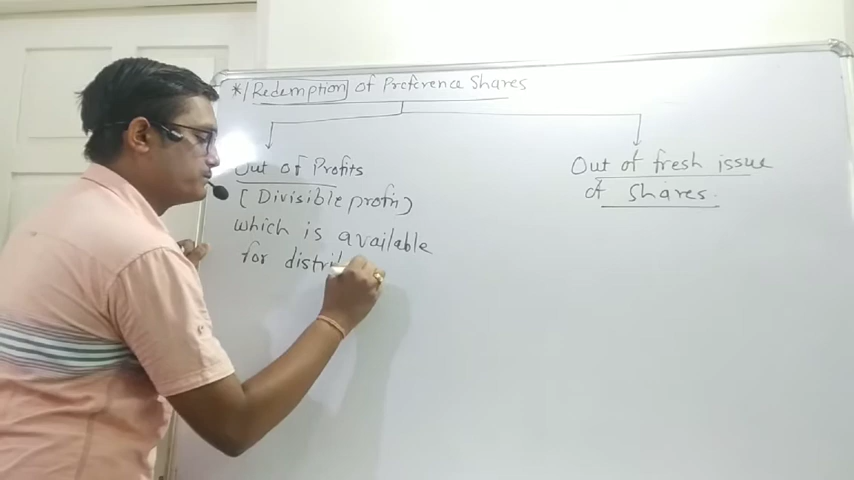 */ Redemption of Preference Shares
Out of Profits
(Divisible profit)
which is available
for distri
Out of fresh issue
of shares.